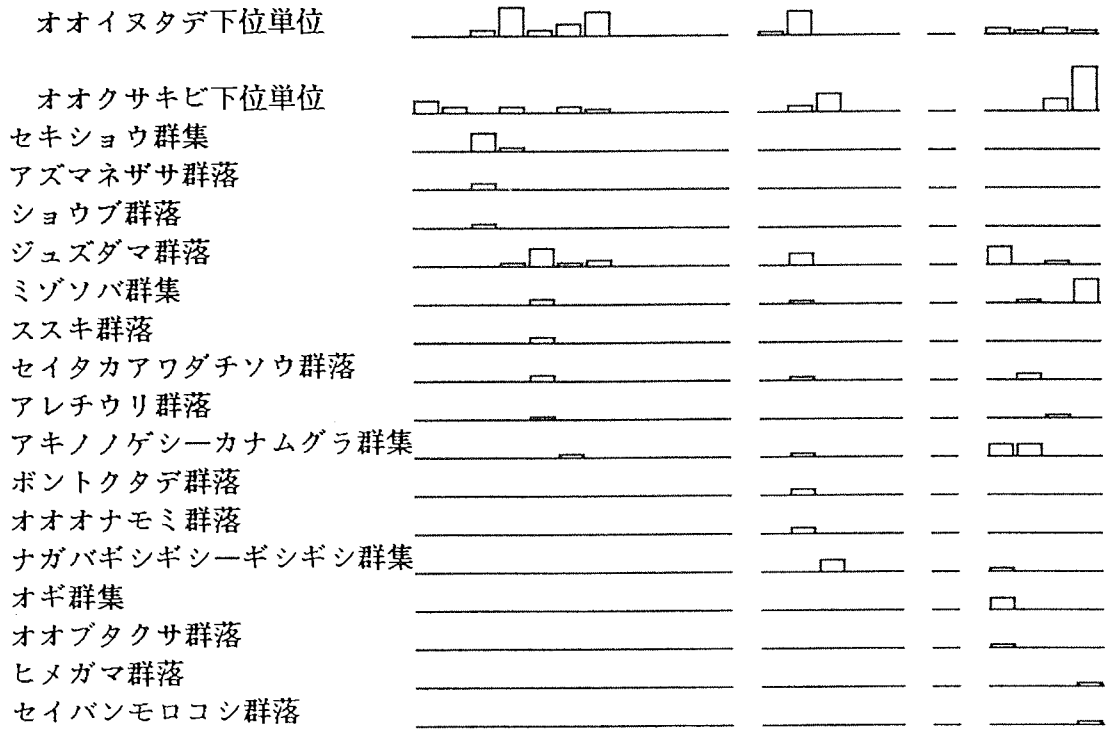 オオイヌタデ下位単位
オオクサキビ下位単位
セキショウ群集
アズマネザサ群落
ショウブ群落
ジュズダマ群落
ミゾソバ群集
ススキ群落
セイタカアワダチソウ群落
アレチウリ群落
アキノノゲシーカナムグラ群集
ボントクタデ群落
オオオナモミ群落
ナガバギシギシーギシギシ群集
オギ群集
オオブタクサ群落
ヒメガマ群落
セイバンモロコシ群落